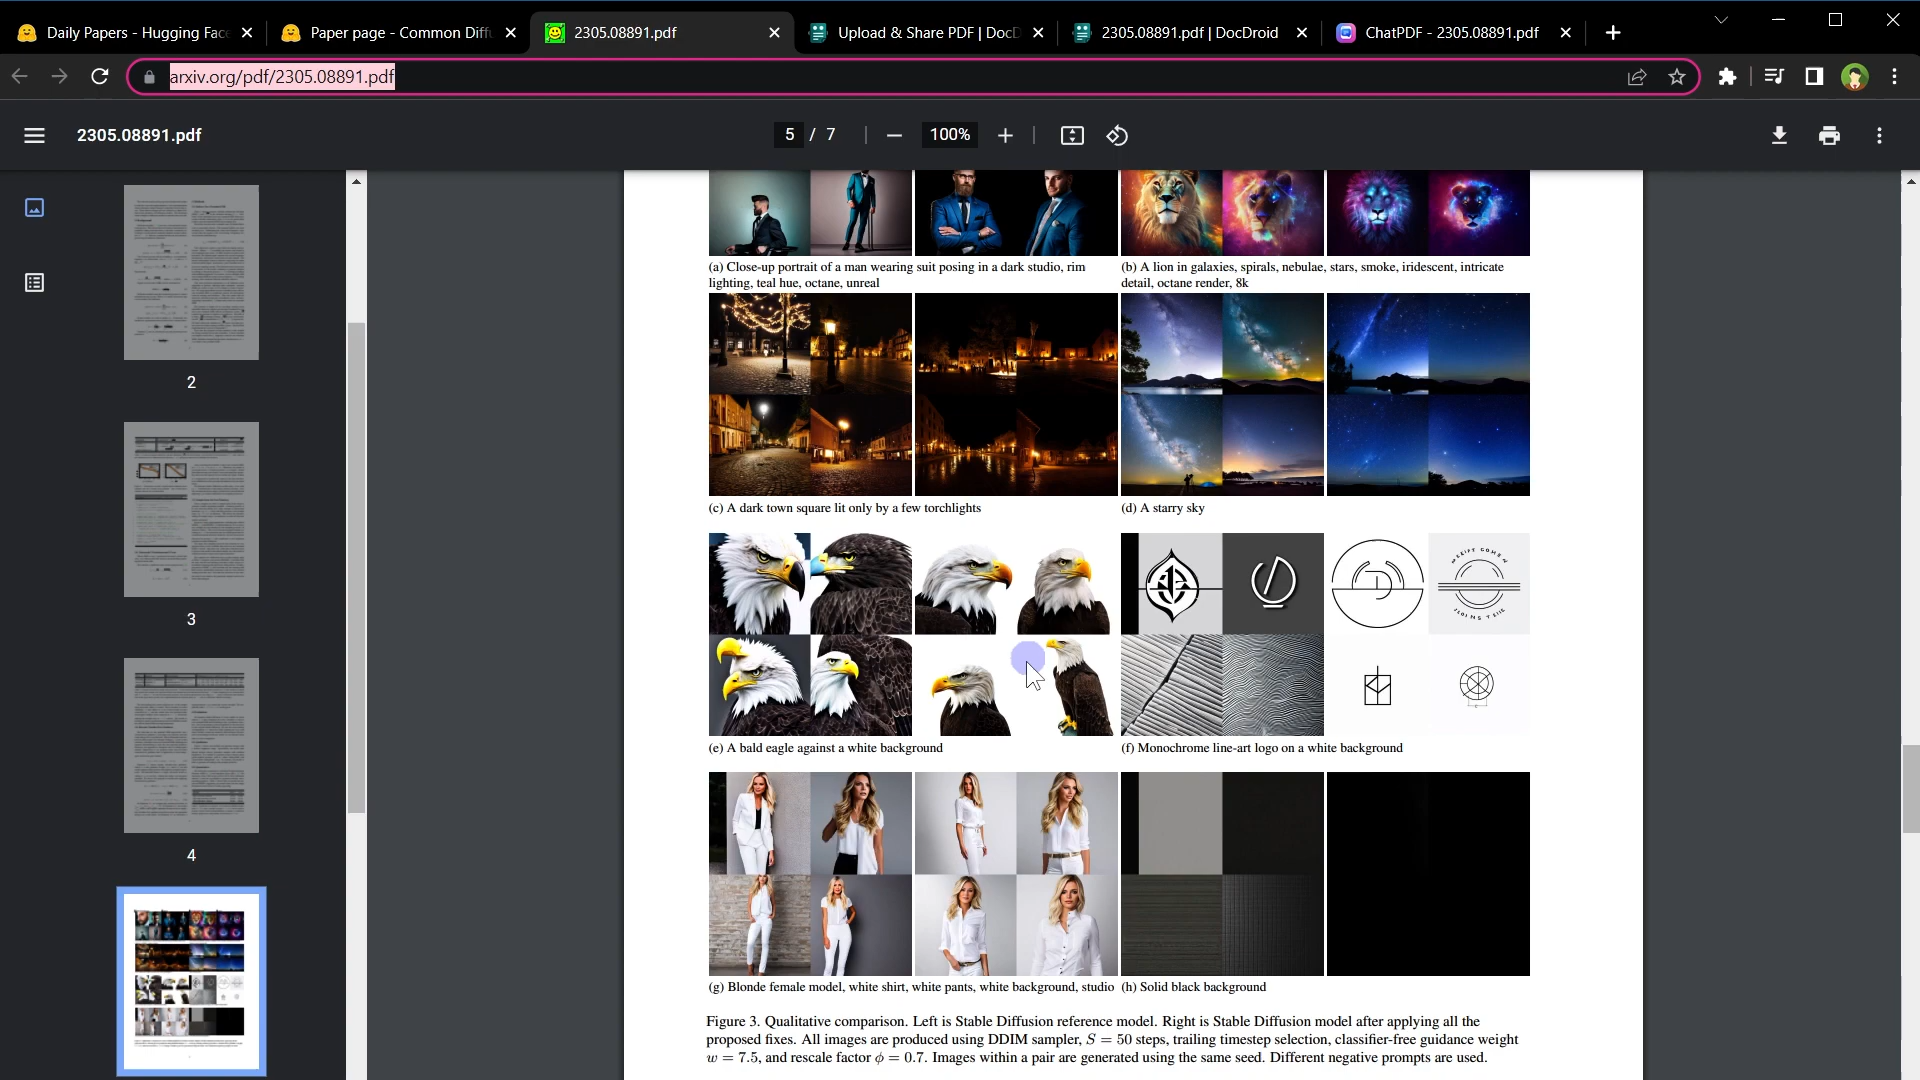 Daily Papers - Hugging Face
Paper page - Common Diffu
2305.08891.pdf
Upload & Share PDF | DocD
2305.08891.pdf | DocDroid
ChatPDF - 2305.08891.pdf
arxiv.org/pdf/2305.08891.pdf
2305.08891.pdf
5 / 7
100%
2
3
4
(a) Close-up portrait of a man wearing suit posing in a dark studio, rim
lighting, teal hue, octane, unreal
(b) A lion in galaxies, spirals, nebulae, stars, smoke, iridescent, intricate
detail, octane render, 8k
(c) A dark town square lit only by a few torchlights
(d) A starry sky
(e) A bald eagle against a white background
(f) Monochrome line-art logo on a white background
(g) Blonde female model, white shirt, white pants, white background, studio
(h) Solid black background
Figure 3. Qualitative comparison. Left is Stable Diffusion reference model. Right is Stable Diffusion model after applying all the
proposed fixes. All images are produced using DDIM sampler, S = 50 steps, trailing timestep selection, classifier-free guidance weight
w = 7.5, and rescale factor ϕ = 0.7. Images within a pair are generated using the same seed. Different negative prompts are used.